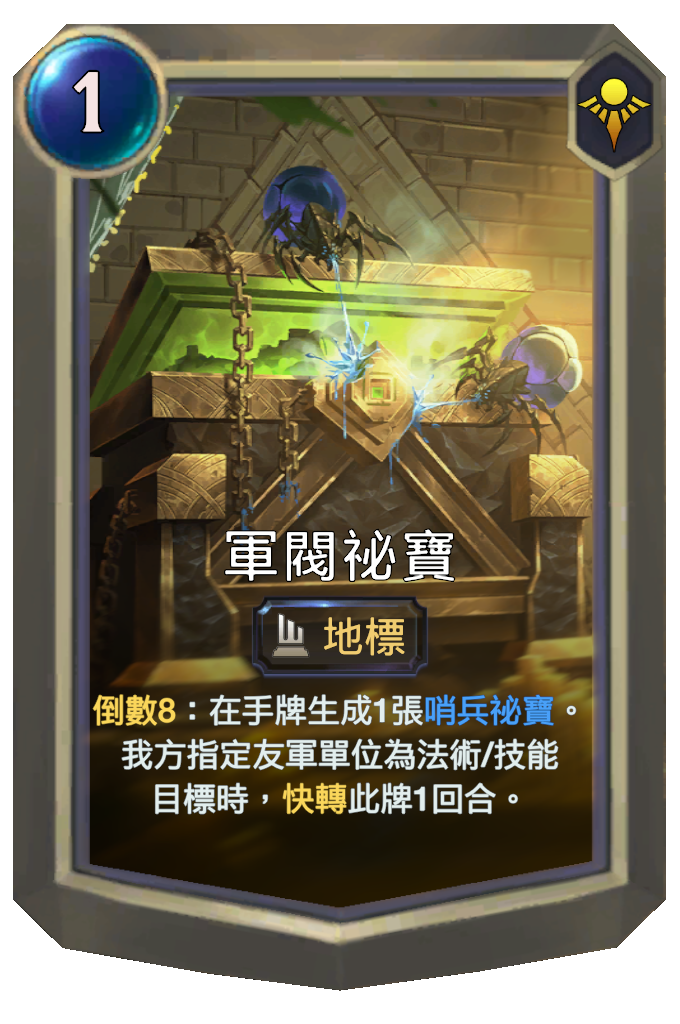 1
軍閥祕寶
地標
倒數8：在手牌生成1張哨兵祕寶。
我方指定友軍單位為法術/技能
目標時，快轉此牌1回合。